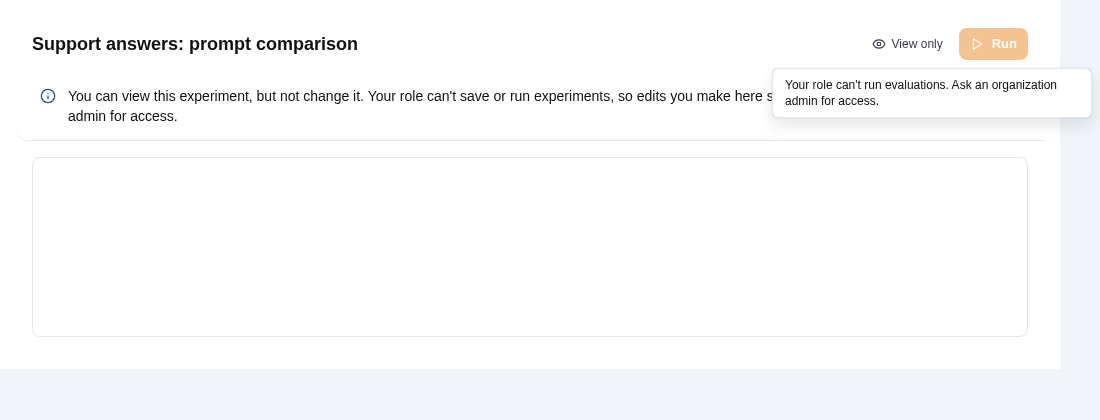 Support answers: prompt comparison
View only
Run
Your role can't run evaluations. Ask an organization
admin for access.
You can view this experiment, but not change it. Your role can't save or run experiments, so edits you make here
admin for access.